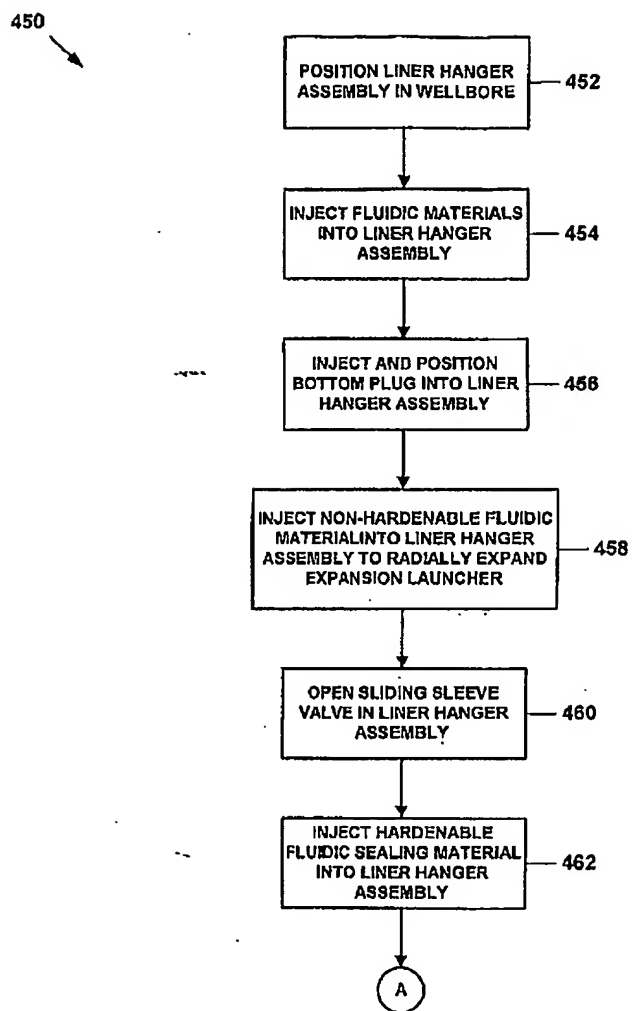 450
POSITION LINER HANGER
ASSEMBLY IN WELLBORE
452
INJECT FLUIDIC MATERIALS
INTO LINER HANGER
ASSEMBLY
454
INJECT AND POSITION
BOTTOM PLUG INTO LINER
HANGER ASSEMBLY
456
INJECT NON-HARDENABLE FLUIDIC
MATERIALINTO LINER HANGER
ASSEMBLY TO RADIALLY EXPAND
EXPANSION LAUNCHER
458
OPEN SLIDING SLEEVE
VALVE IN LINER HANGER
ASSEMBLY
460
INJECT HARDENABLE
FLUIDIC SEALING MATERIAL
INTO LINER HANGER
ASSEMBLY
462
A